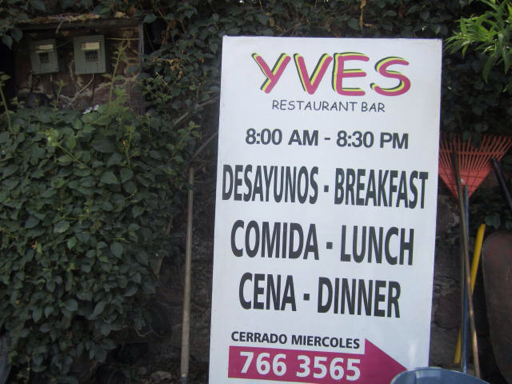 YVES
RESTAURANT BAR
8:00 AM - 8:30 PM
DESAYUNOS - BREAKFAST
COMIDA - LUNCH
CENA - DINNER
CERRADO MIERCOLES
766 3565